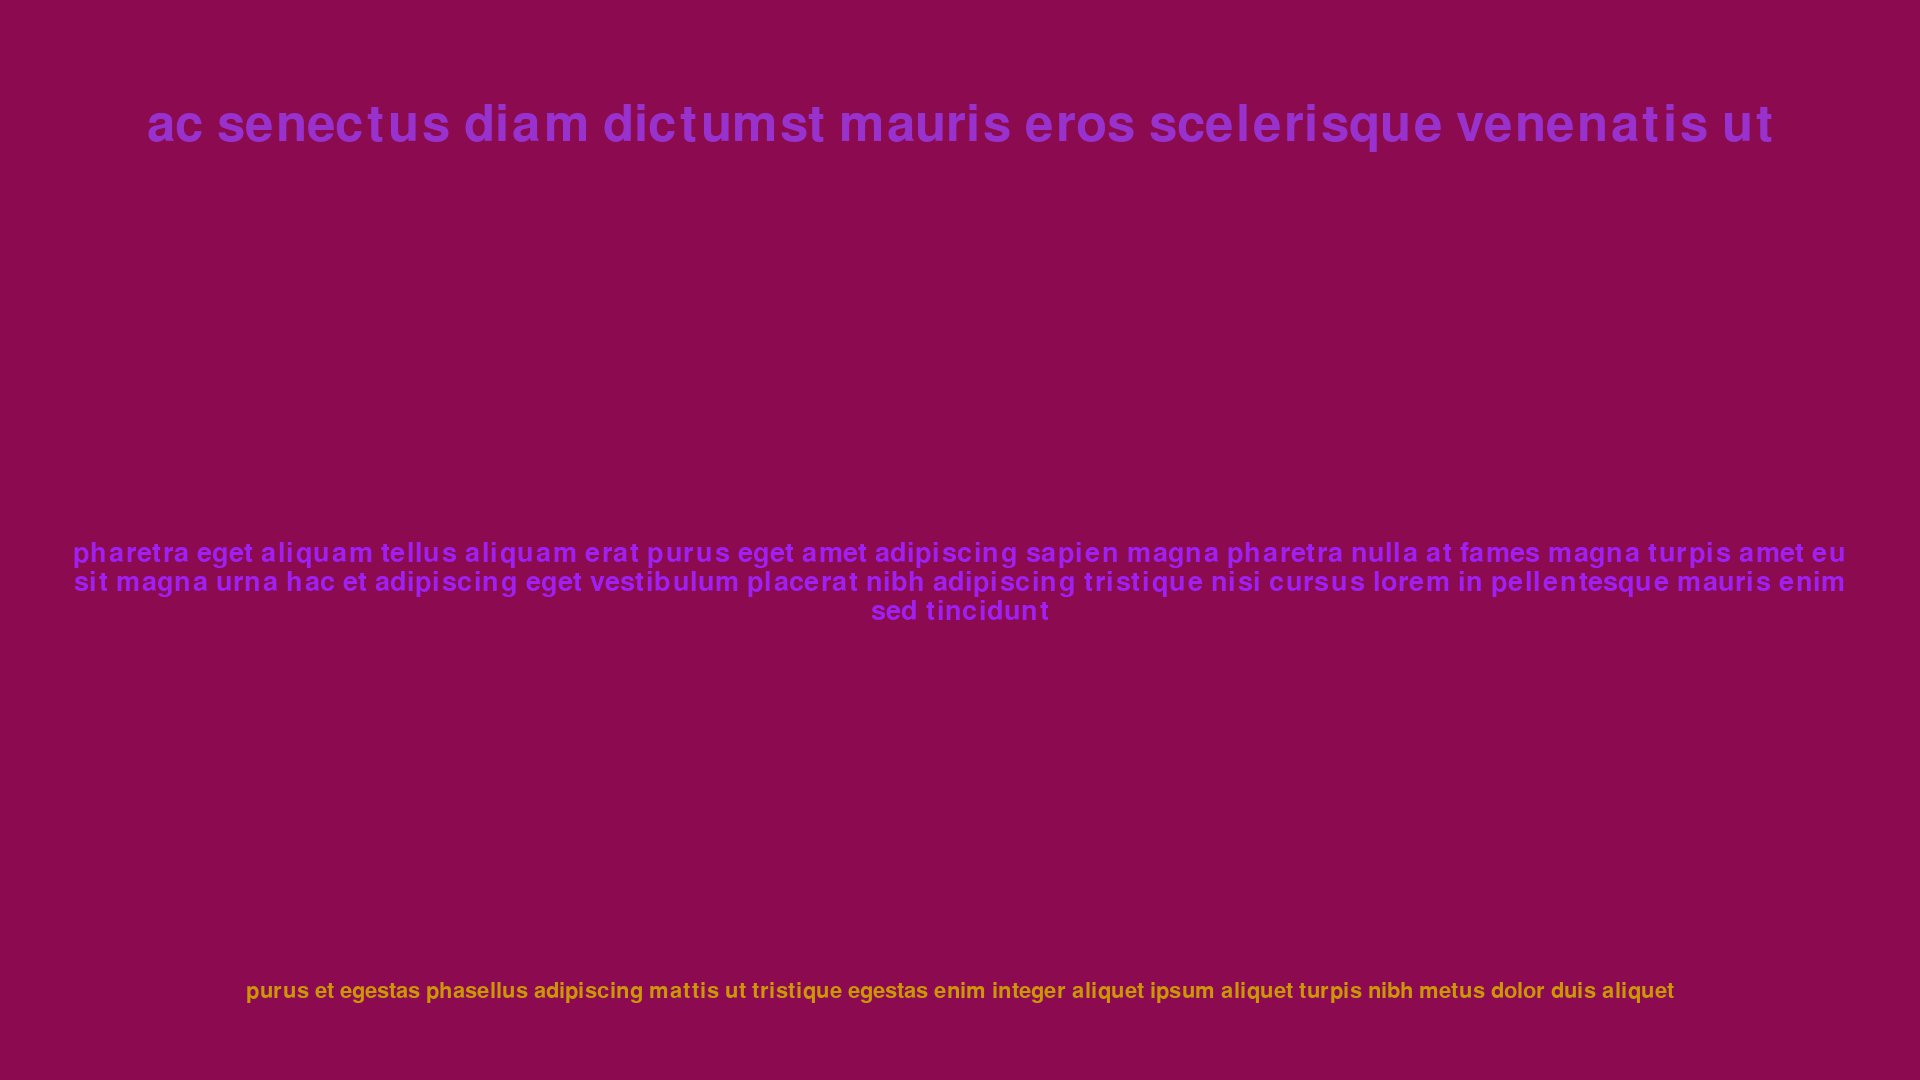 ac senectus diam dictumst mauris eros scelerisque venenatis ut
pharetra eget aliquam tellus aliquam erat purus eget amet adipiscing sapien magna pharetra nulla at fames magna turpis amet eu
sit magna urna hac et adipiscing eget vestibulum placerat nibh adipiscing tristique nisi cursus lorem in pellentesque mauris enim
sed tincidunt
purus et egestas phasellus adipiscing mattis ut tristique egestas enim integer aliquet ipsum aliquet turpis nibh metus dolor duis aliquet